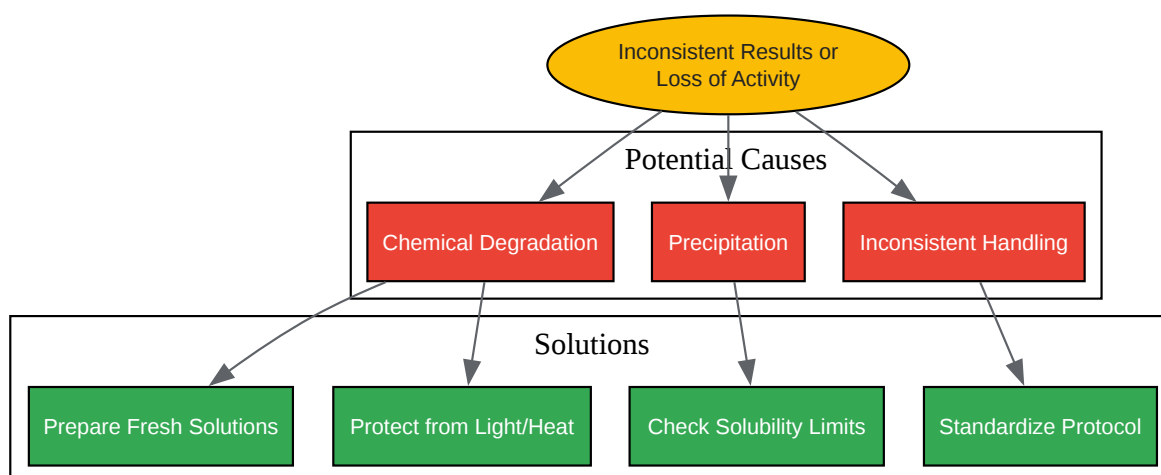 Inconsistent Results or
Loss of Activity
Potential Causes
Chemical Degradation
Precipitation
Inconsistent Handling
Solutions
Prepare Fresh Solutions
Protect from Light/Heat
Check Solubility Limits
Standardize Protocol